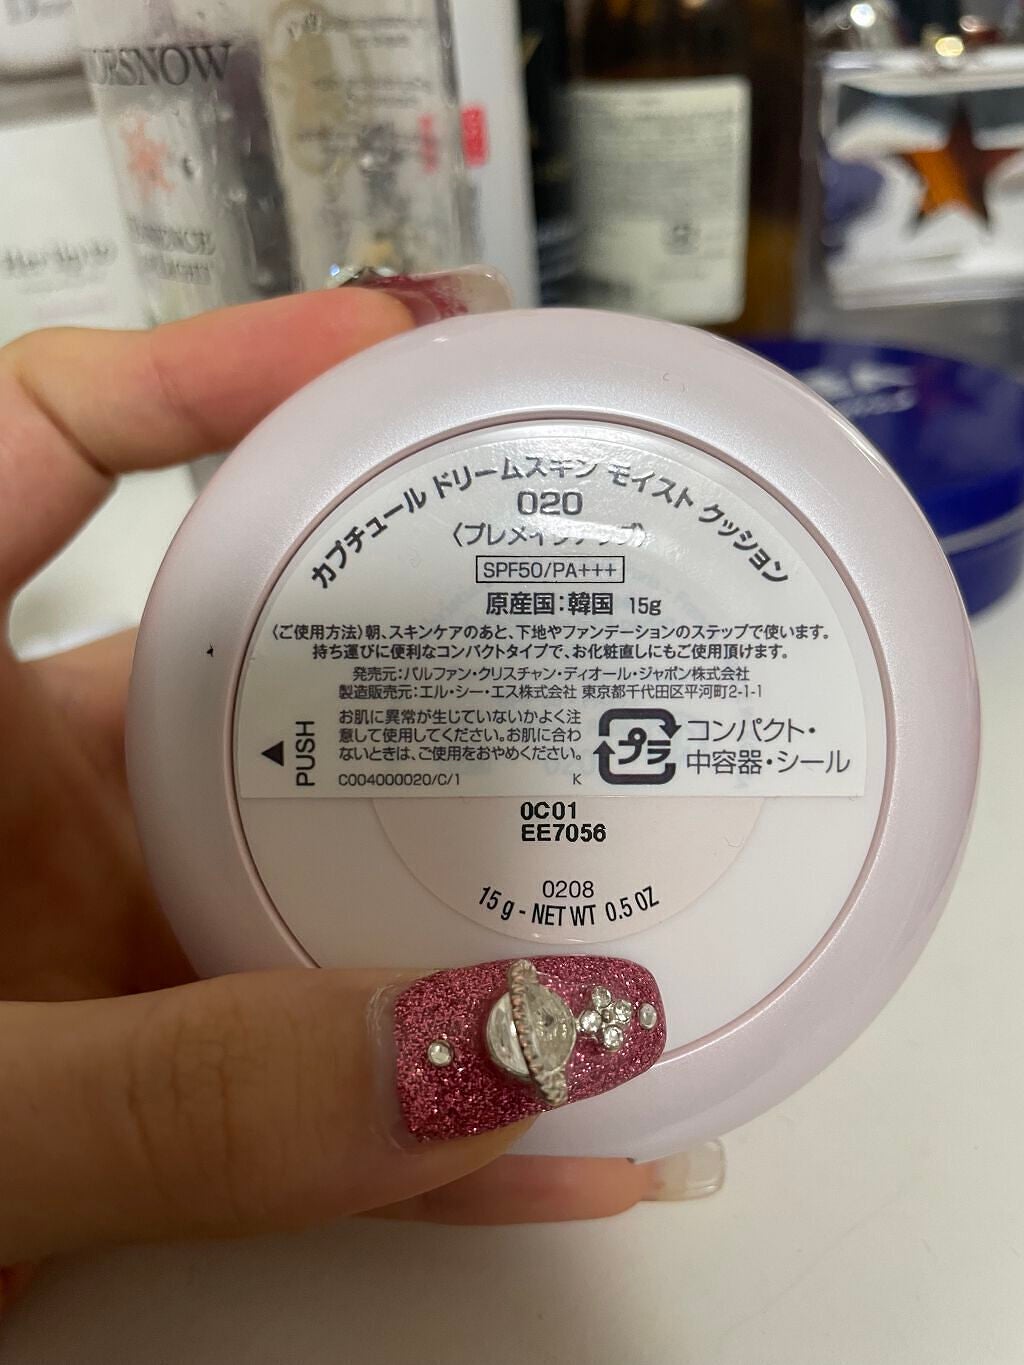 カプチュール ドリームスキン モイスト クッション
020
〈プレメイクアップ〉
SPF50/PA+++
原産国：韓国 15g
〈ご使用方法〉朝、スキンケアのあと、下地やファンデーションのステップで使います。
持ち運びに便利なコンパクトタイプで、お化粧直しにもご使用頂けます。
発売元：パルファン・クリスチャン・ディオール・ジャポン株式会社
製造販売元：エル・シー・エス株式会社 東京都千代田区平河町2-1-1
◀ PUSH
お肌に異常が生じていないかよく注
意して使用してください。お肌に合わ
ないときは、ご使用をおやめください。
C004000020/C/1 K
プラ
コンパクト・
中容器・シール
0C01
EE7056
0208
15 g - NET WT 0.5 OZ